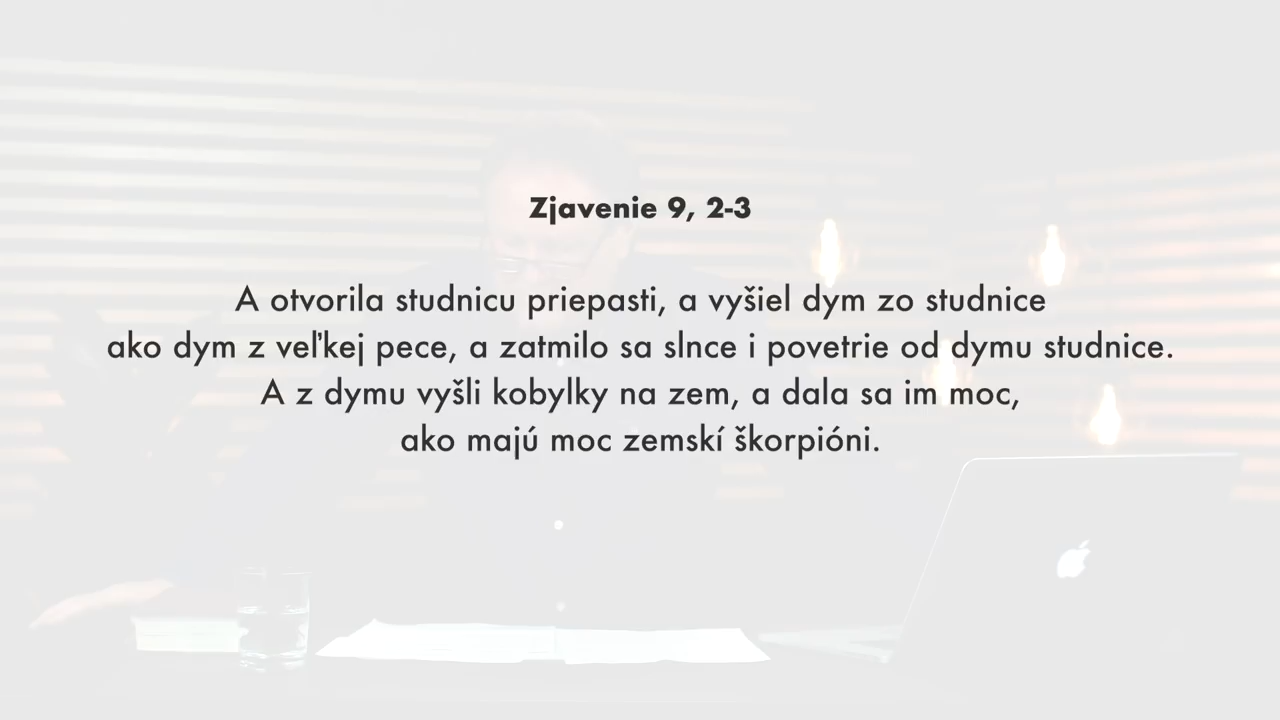 Zjavenie 9, 2-3
A otvorila studnicu priepasti, a vyšiel dym zo studnice
ako dym z veľkej pece, a zatmilo sa slnce i povetrie od dymu studnice.
A z dymu vyšli kobylky na zem, a dala sa im moc,
ako majú moc zemskí škorpióni.